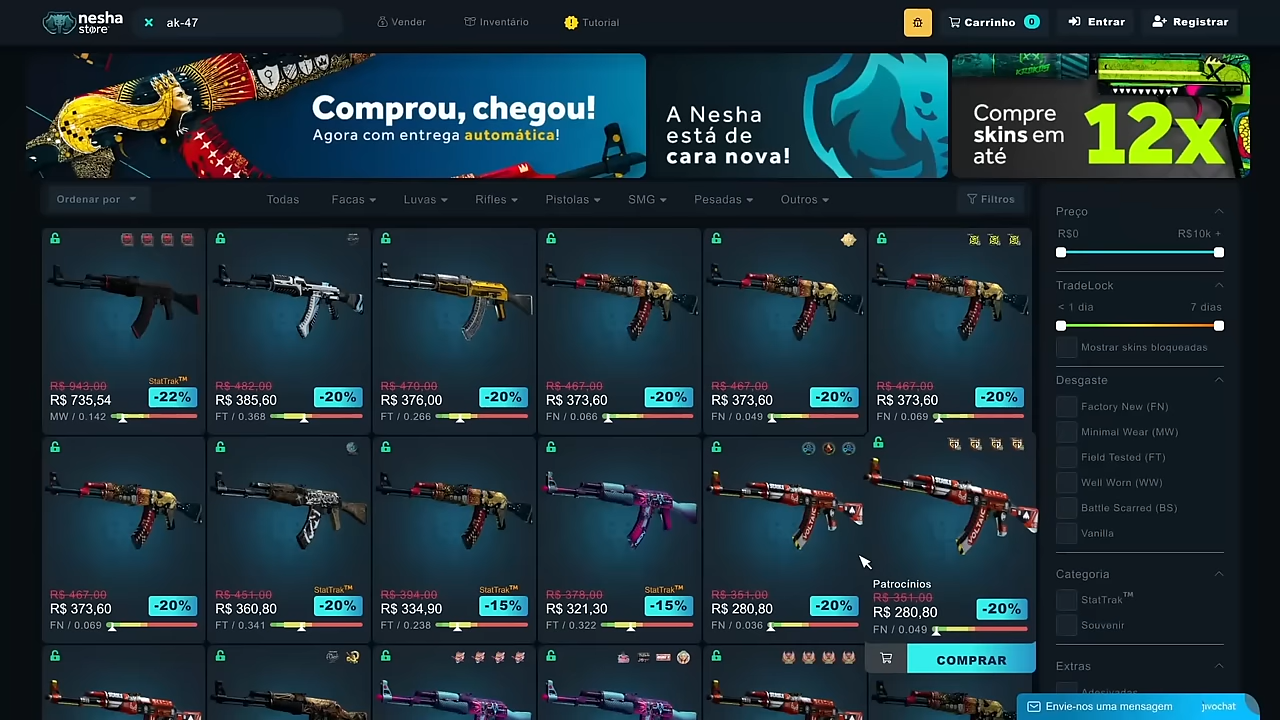 nesha
store
ak-47
Vender
Inventário
Tutorial
Carrinho 0
Entrar
Registrar
Comprou, chegou!
Agora com entrega automática!
A Nesha
está de
cara nova!
Compre
skins em
até
12x
Ordenar por
Todas
Facas
Luvas
Rifles
Pistolas
SMG
Pesadas
Outros
Filtros
R$ 943,00
StatTrak™
R$ 735,54
-22%
MW / 0.142
R$ 482,00
R$ 385,60
-20%
FT / 0.368
R$ 470,00
R$ 376,00
-20%
FT / 0.266
R$ 467,00
R$ 373,60
-20%
FN / 0.066
R$ 467,00
R$ 373,60
-20%
FN / 0.049
R$ 467,00
R$ 373,60
-20%
FN / 0.069
R$ 467,00
R$ 373,60
-20%
FN / 0.069
R$ 451,00
StatTrak™
R$ 360,80
-20%
FT / 0.341
R$ 394,00
StatTrak™
R$ 334,90
-15%
FT / 0.238
R$ 378,00
StatTrak™
R$ 321,30
-15%
FT / 0.322
R$ 351,00
R$ 280,80
-20%
FN / 0.036
Patrocínios
R$ 351,00
R$ 280,80
-20%
FN / 0.049
COMPRAR
Preço
R$0
R$10k +
TradeLock
< 1 dia
7 dias
Mostrar skins bloqueadas
Desgaste
Factory New (FN)
Minimal Wear (MW)
Field Tested (FT)
Well Worn (WW)
Battle Scarred (BS)
Vanilla
Categoria
StatTrak™
Souvenir
Extras
Adesivadas
Envie-nos uma mensagem
jivochat